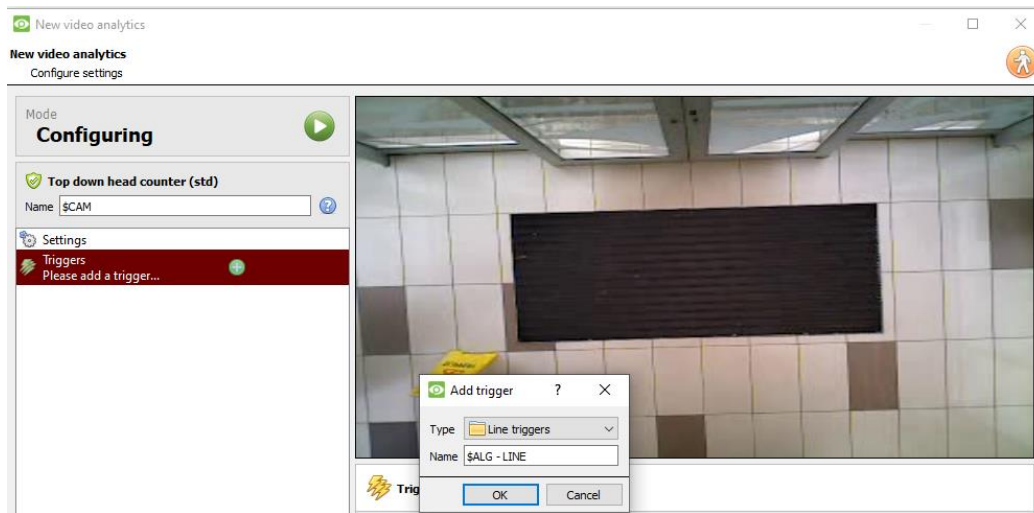 New video analytics
New video analytics
Configure settings
Mode
Configuring
Top down head counter (std)
Name $CAM
Settings
Triggers
Please add a trigger...
Add trigger ?
Type Line triggers
Name $ALG - LINE
Trig
OK Cancel